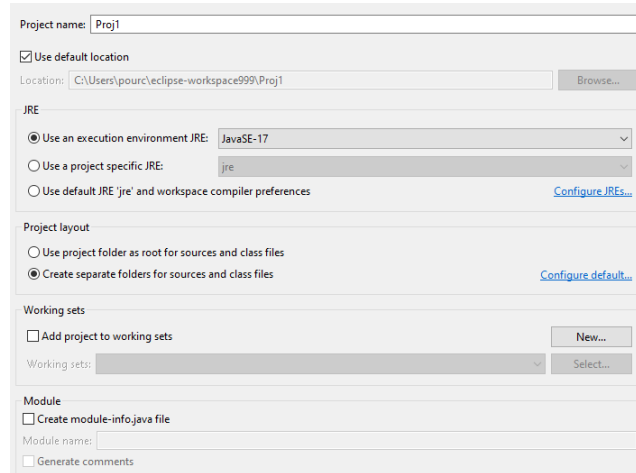 Project name: Proj1
Use default location
Location: C:\Users\pourc\eclipse-workspace999\Proj1 Browse...
JRE
Use an execution environment JRE: JavaSE-17
Use a project specific JRE: jre
Use default JRE 'jre' and workspace compiler preferences Configure JREs...
Project layout
Use project folder as root for sources and class files
Create separate folders for sources and class files Configure default...
Working sets
Add project to working sets New...
Working sets: Select...
Module
Create module-info.java file
Module name:
Generate comments